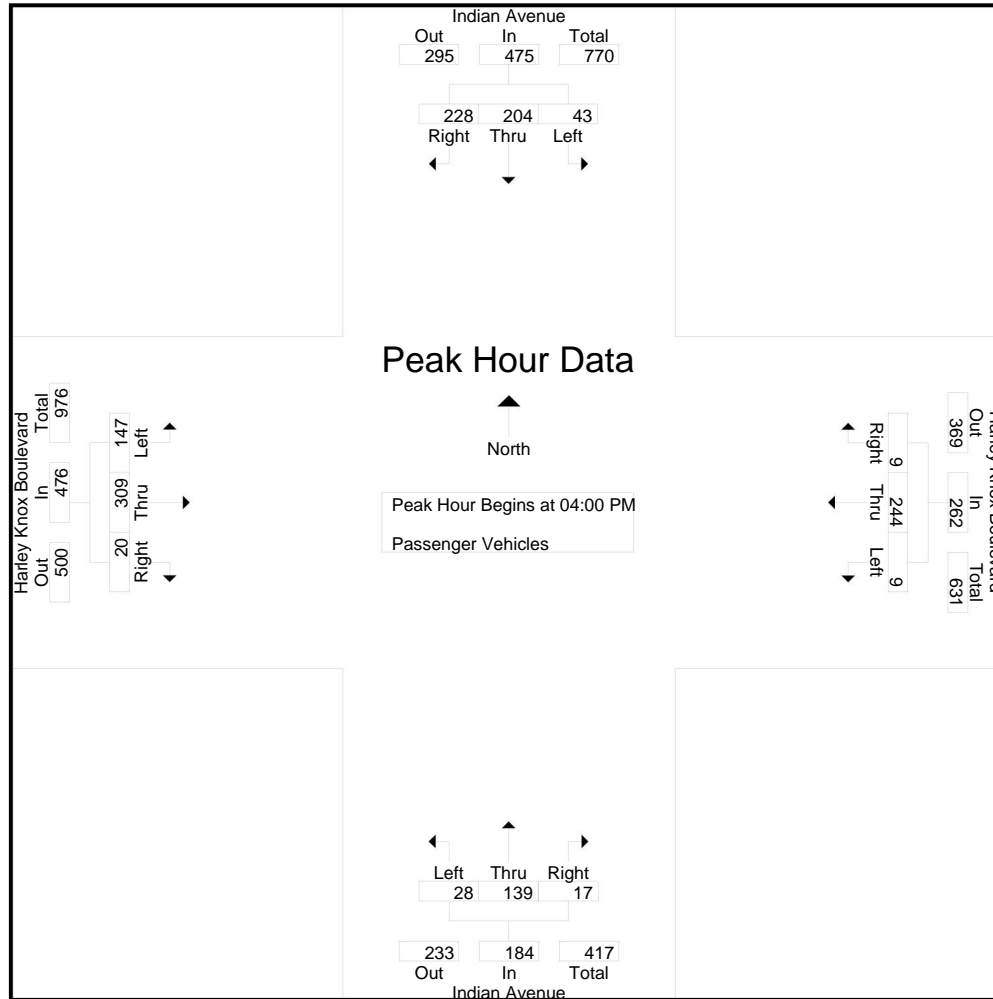 Indian Avenue
Out In Total
295 475 770
228 204 43
Right Thru Left
Peak Hour Data
North
Peak Hour Begins at 04:00 PM
Passenger Vehicles
Harley Knox Boulevard
Out In Total
500 476 976
20 309 147
Right Thru Left
Out In Total
369 262 631
9 244 9
Right Thru Left
Left Thru Right
28 139 17
233 184 417
Out In Total
Indian Avenue